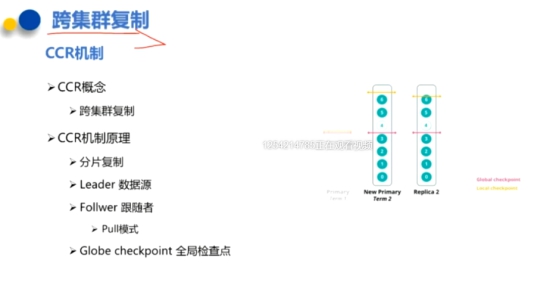 跨集群复制
CCR机制
CCR概念
跨集群复制
CCR机制原理
分片复制
Leader 数据源
Follwer 跟随者
Pull模式
Globe checkpoint 全局检查点
6
5
4
3
2
1
0
6
5
4
3
2
1
0
Primary
Term 1
New Primary
Term 2
Replica 2
Global checkpoint
Local checkpoint